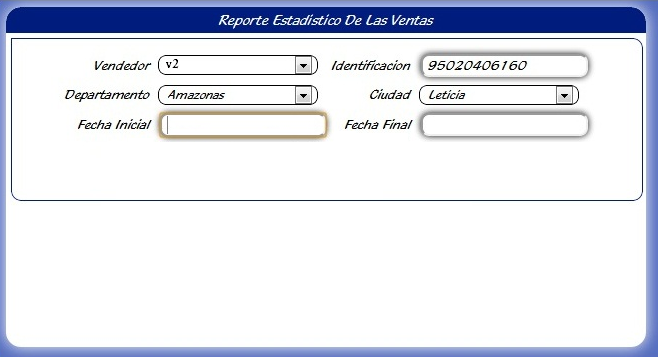 Reporte Estadistico De Las Ventas
Vendedor v2 Identificacion 95020406160
Departamento Amazonas Ciudad Leticia
Fecha Inicial Fecha Final